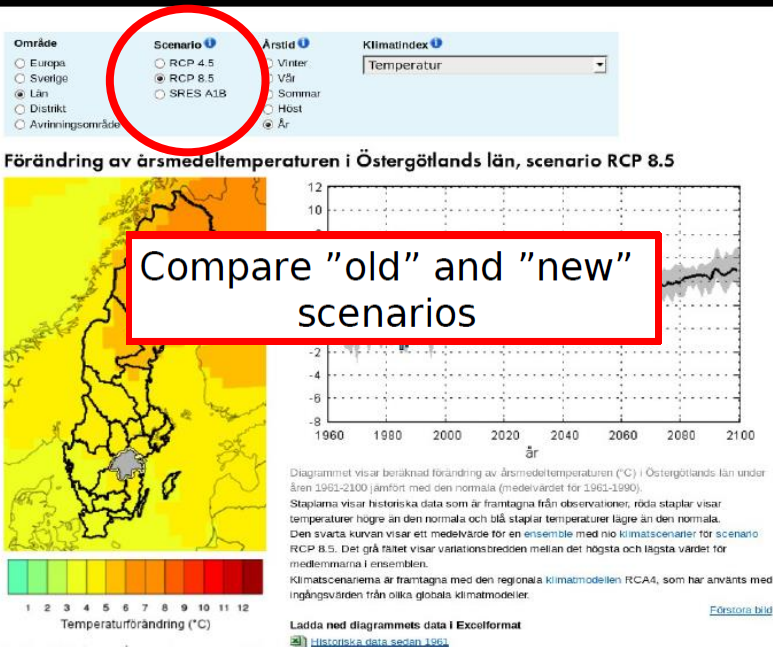 Område
Scenario
Årstid
Klimatindex
Europa
RCP 4.5
Vinter
Temperatur
Sverige
RCP 8.5
Vår
Län
SRES A1B
Sommar
Distrikt
Höst
Avrinningsområde
År
Förändring av årsmedeltemperaturen i Östergötlands län, scenario RCP 8.5
12
10
Compare ”old” and ”new”
scenarios
-2
-4
-6
-8
1960 1980 2000 2020 2040 2060 2080 2100
år
Diagrammet visar beräknad förändring av årsmedeltemperaturen (°C) i Östergötlands län under
åren 1961-2100 jämfört med den normala (medelvärdet för 1961-1990).
Staplarna visar historiska data som är framtagna från observationer, röda staplar visar
temperaturer högre än den normala och blå staplar temperaturer lägre än den normala.
Den svarta kurvan visar ett medelvärde för en ensemble med nio klimatscenarier för scenario
RCP 8.5. Det grå fältet visar variationsbredden mellan det högsta och lägsta värdet för
medlemmarna i ensemblen.
Klimatscenarierna är framtagna med den regionala klimatmodellen RCA4, som har använts med
ingångsvärden från olika globala klimatmodeller.
1 2 3 4 5 6 7 8 9 10 11 12
Temperaturförändring (°C)
Förstora bild
Ladda ned diagrammets data i Excelformat
Historiska data sedan 1961